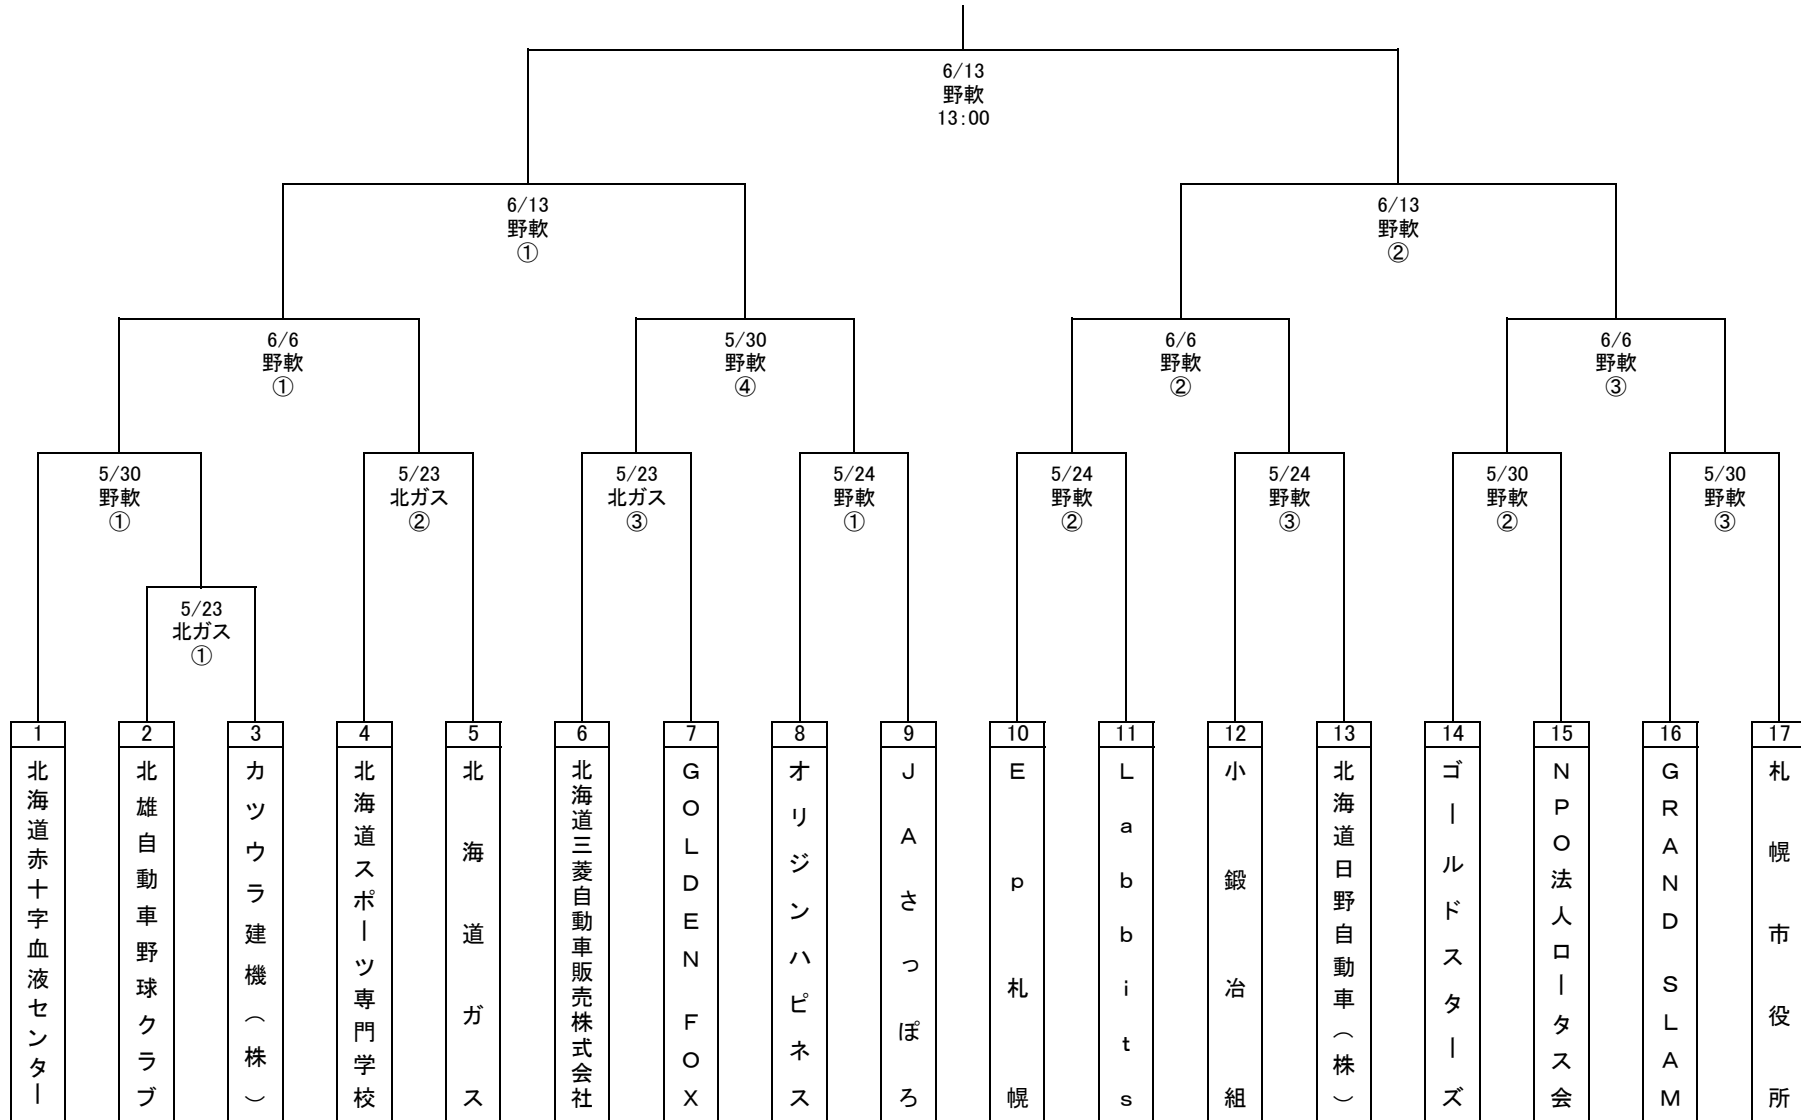 6/13
野軟
13:00
6/13
野軟
①
6/13
野軟
②
6/6
野軟
①
5/30
野軟
④
6/6
野軟
②
6/6
野軟
③
5/30
野軟
①
5/23
北ガス
②
5/23
北ガス
③
5/24
野軟
①
5/24
野軟
②
5/24
野軟
③
5/30
野軟
②
5/30
野軟
③
5/23
北ガス
①
1
北海道赤十字血液センター
2
北雄自動車野球クラブ
3
カツウラ建機（株）
4
北海道スポーツ専門学校
5
北海道ガス
6
北海道三菱自動車販売株式会社
7
GOLDEN FOX
8
オリジンハピネス
9
JAさっぽろ
10
Ep札幌
11
Labbits
12
小鍛冶組
13
北海道日野自動車（株）
14
ゴールドスターズ
15
NPO法人ロータス会
16
GRAND SLAM
17
札幌市役所